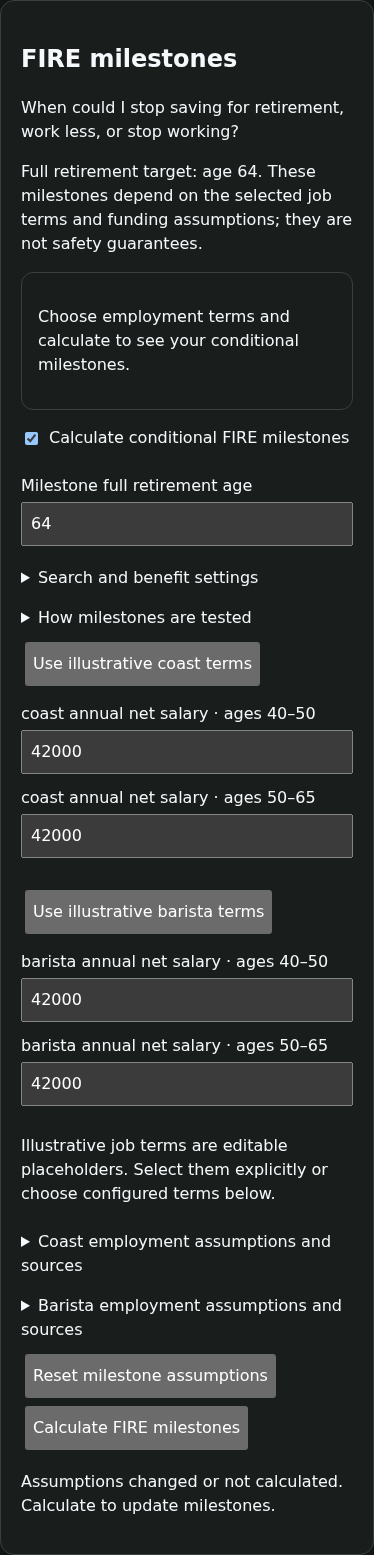 FIRE milestones
When could I stop saving for retirement,
work less, or stop working?
Full retirement target: age 64. These
milestones depend on the selected job
terms and funding assumptions; they are
not safety guarantees.
Choose employment terms and
calculate to see your conditional
milestones.
Calculate conditional FIRE milestones
Milestone full retirement age
64
Search and benefit settings
How milestones are tested
Use illustrative coast terms
coast annual net salary · ages 40–50
42000
coast annual net salary · ages 50–65
42000
Use illustrative barista terms
barista annual net salary · ages 40–50
42000
barista annual net salary · ages 50–65
42000
Illustrative job terms are editable
placeholders. Select them explicitly or
choose configured terms below.
Coast employment assumptions and
sources
Barista employment assumptions and
sources
Reset milestone assumptions
Calculate FIRE milestones
Assumptions changed or not calculated.
Calculate to update milestones.